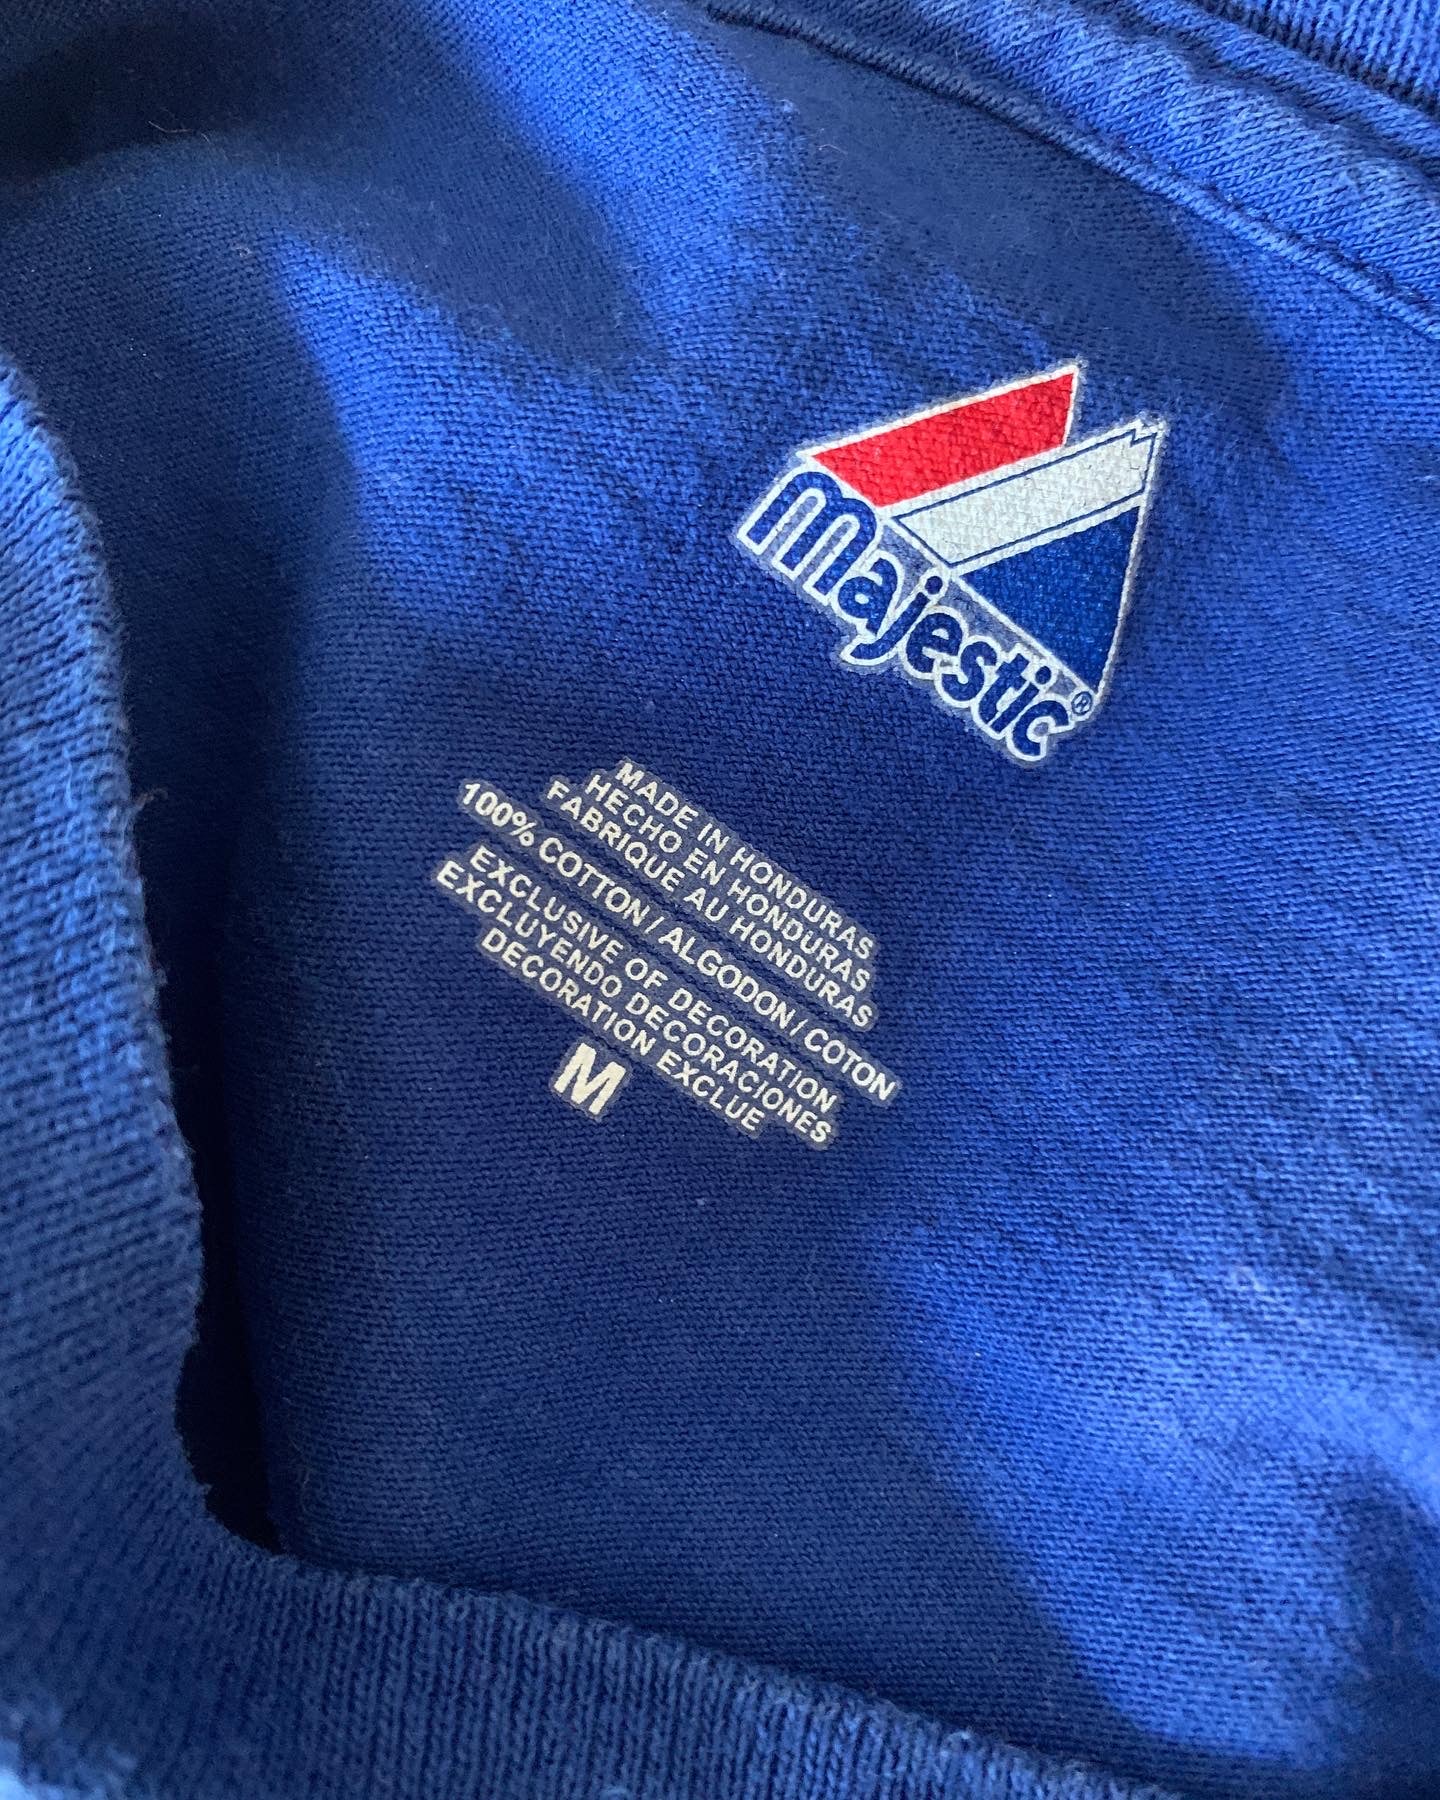 majestic®
MADE IN HONDURAS
HECHO EN HONDURAS
FABRIQUE AU HONDURAS
100% COTTON / ALGODON / COTON
EXCLUSIVE OF DECORATION
EXCLUYENDO DECORACIONES
DECORATION EXCLUE
M